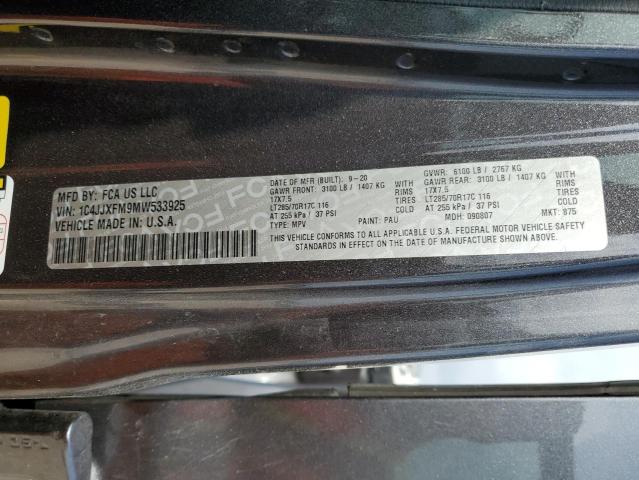 MFD BY: FCA US LLC
VIN: 1C4JJXFM9MW533925
VEHICLE MADE IN: U.S.A.
DATE OF MFR (BUILT): 9-20
GAWR FRONT: 3100 LB / 1407 KG
17X7.5
LT285/70R17C 116
AT 255 kPa / 37 PSI
TYPE: MPV
PAINT: PAU
GVWR: 6100 LB / 2767 KG
GAWR REAR: 3100 LB / 1407 KG
WITH
17X7.5
RIMS
LT285/70R17C 116
TIRES
AT 255 kPa / 37 PSI
COLD
MDH: 090807
MKT: 875
WITH
RIMS
TIRES
COLD
THIS VEHICLE CONFORMS TO ALL APPLICABLE U.S.A. FEDERAL MOTOR VEHICLE SAFETY
STANDARDS IN EFFECT ON THE DATE OF MANUFACTURE SHOWN ABOVE.